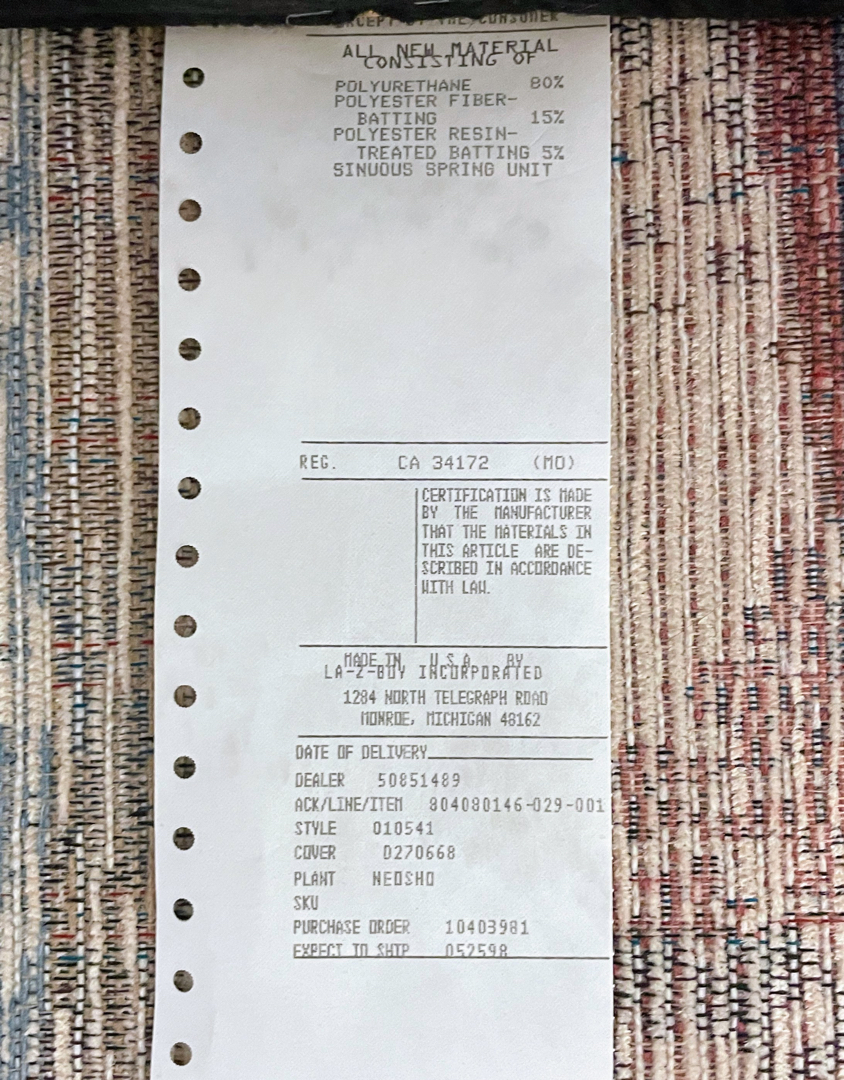 EXCEPT BY THE CONSUMER
ALL NEW MATERIAL
CONSISTING OF
POLYURETHANE 80%
POLYESTER FIBER-
BATTING 15%
POLYESTER RESIN-
TREATED BATTING 5%
SINUOUS SPRING UNIT
REG. CA 34172 (MO)
CERTIFICATION IS MADE
BY THE MANUFACTURER
THAT THE MATERIALS IN
THIS ARTICLE ARE DE-
SCRIBED IN ACCORDANCE
WITH LAW.
MADE IN U.S.A. BY
LA-Z-BOY INCORPORATED
1284 NORTH TELEGRAPH ROAD
MONROE, MICHIGAN 48162
DATE OF DELIVERY
DEALER 50851489
ACK/LINE/ITEM 804080146-029-001
STYLE 010541
COVER D270668
PLANT NEOSHO
SKU
PURCHASE ORDER 10403981
EXPECT TO SHIP 052598